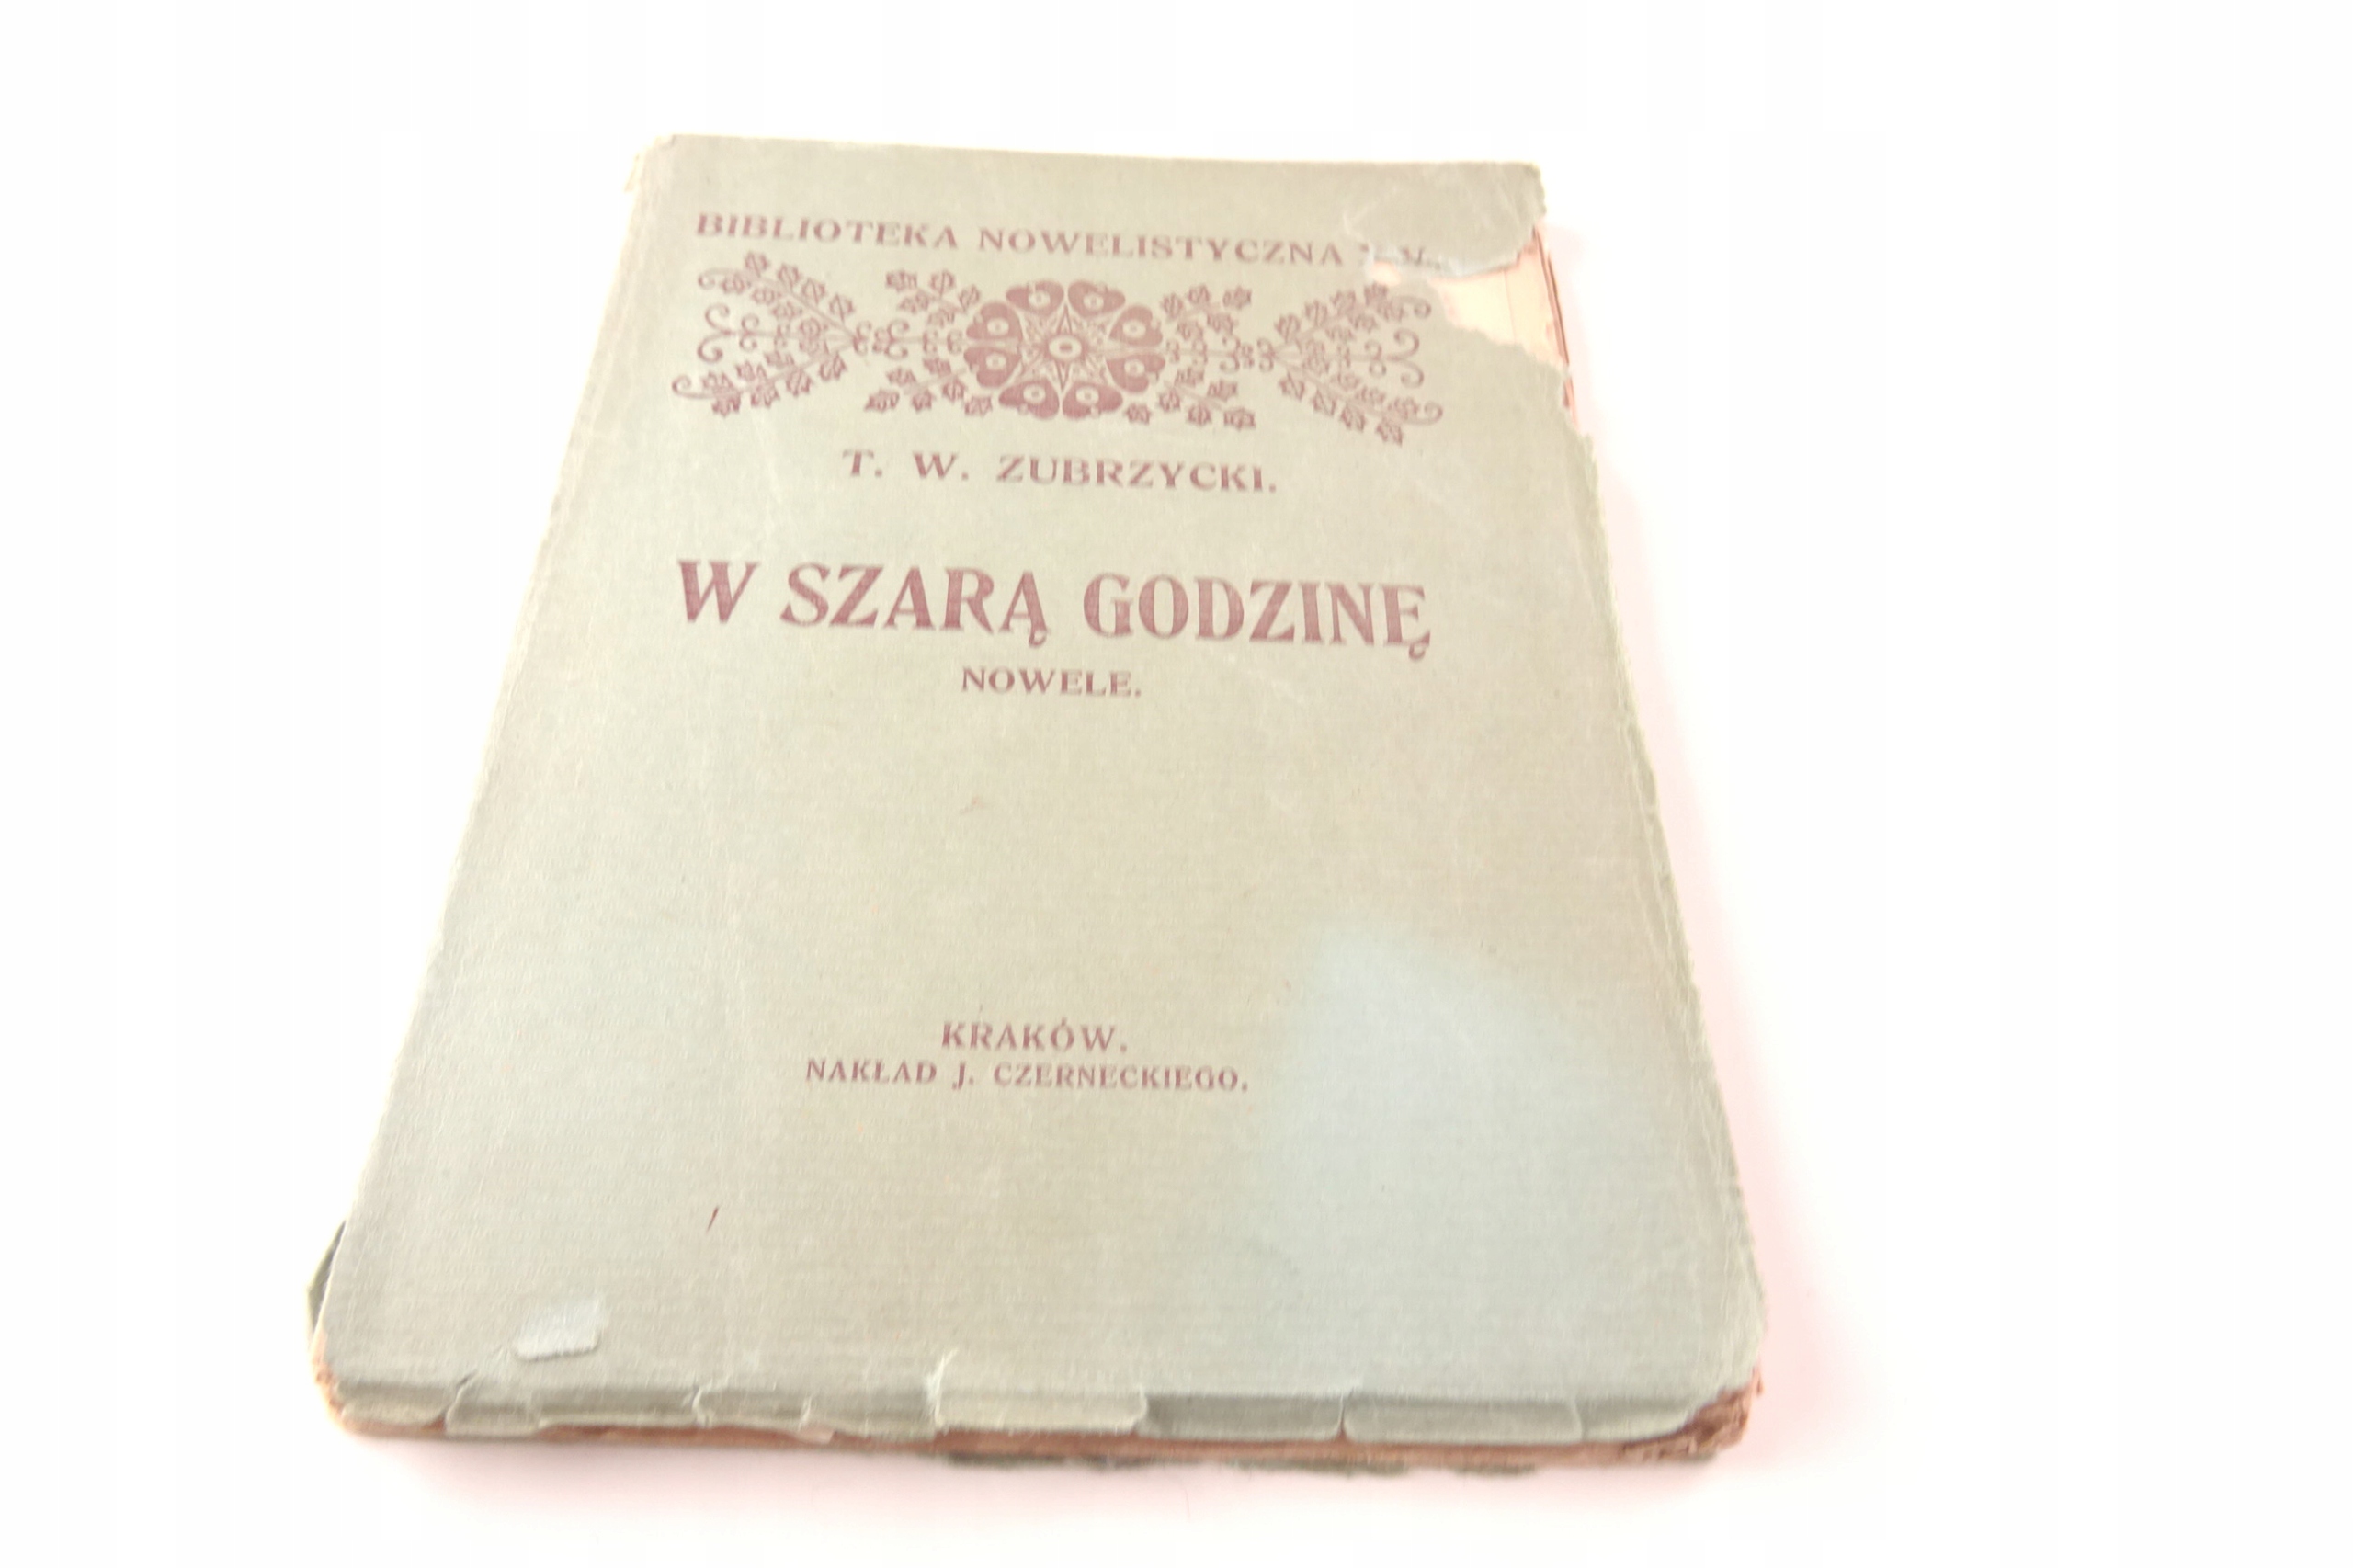 BIBLIOTEKA NOWELISTYCZNA
T. W. ZUBRZYCKI.
W SZARĄ GODZINĘ
NOWELE.
KRAKÓW.
NAKŁAD J. CZERNECKIEGO.